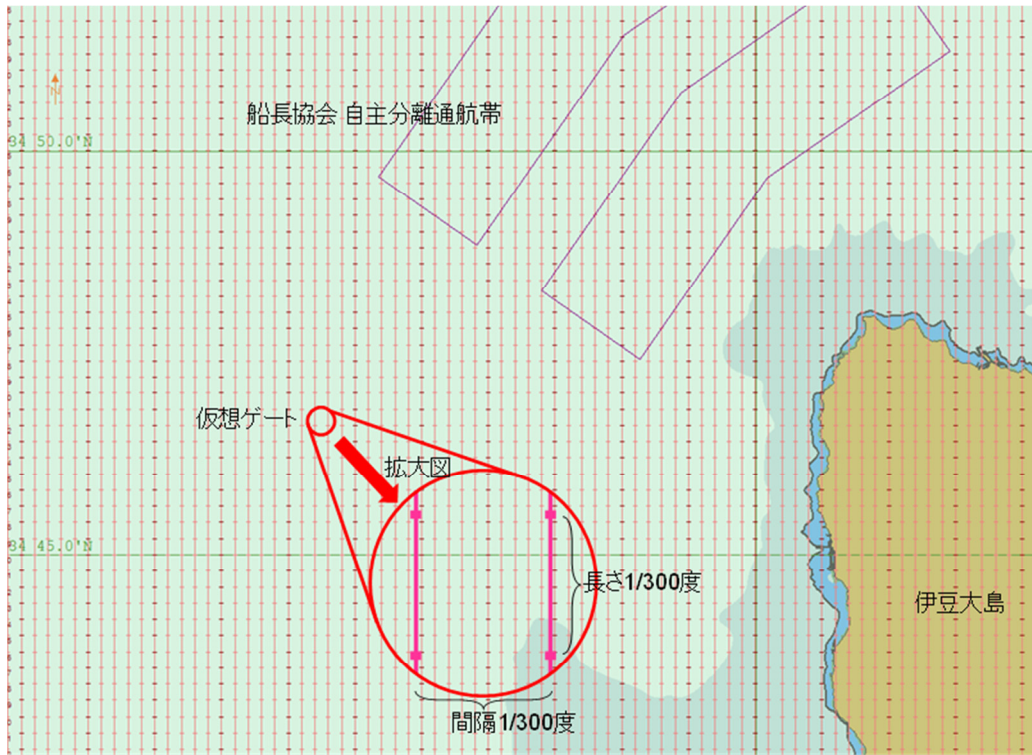 N
船長協会 自主分離通航帯
34 50.0'N
仮想ゲート
拡大図
34 45.0'N
長さ1/300度
伊豆大島
間隔1/300度